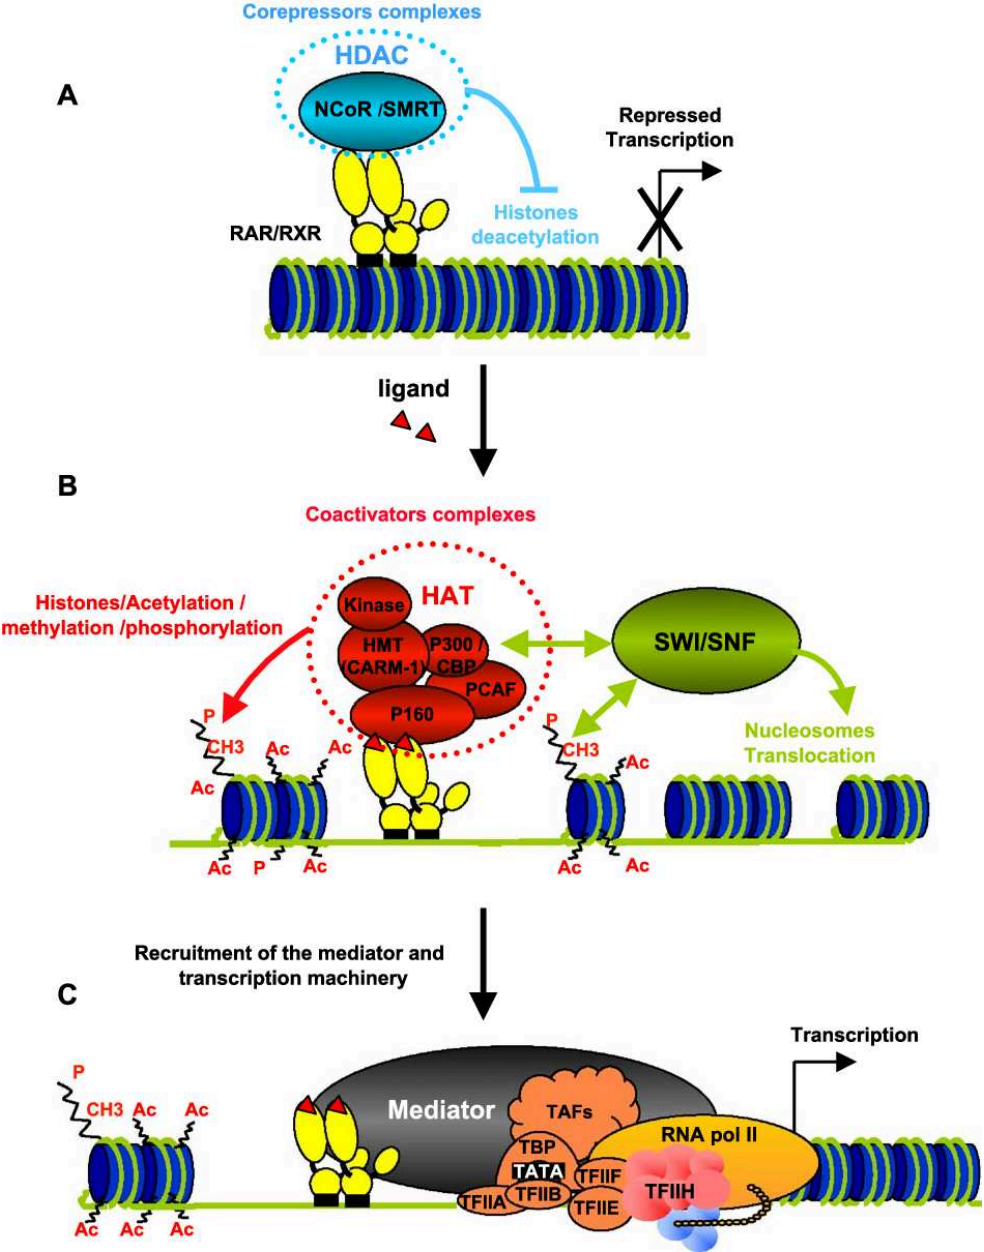 Corepressors complexes
HDAC
A
NCoR /SMRT
Repressed
Transcription
Histones
deacetylation
RAR/RXR
ligand
B
Coactivators complexes
Histones/Acetylation /
methylation /phosphorylation
HAT
Kinase
HMT
(CARM-1)
P300 /
CBP
PCAF
P160
SWI/SNF
Nucleosomes
Translocation
P
CH3
Ac
Ac
Ac
P
CH3
Ac
Ac
P
Ac
Ac
Ac
Recruitment of the mediator and
transcription machinery
C
Transcription
P
CH3
Ac
Ac
Mediator
TAFs
RNA pol II
TBP
TATA
TFIIF
TFIIH
TFIIA
TFIIB
TFIIE
Ac
Ac
Ac